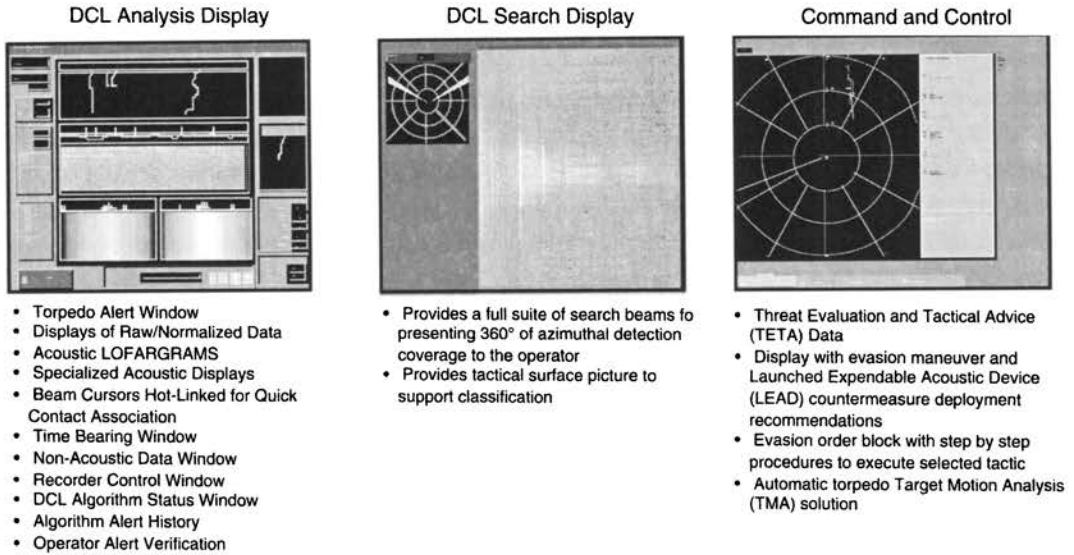 DCL Analysis Display
• Torpedo Alert Window
• Displays of Raw/Normalized Data
• Acoustic LOFARGRAMS
• Specialized Acoustic Displays
• Beam Cursors Hot-Linked for Quick
Contact Association
• Time Bearing Window
• Non-Acoustic Data Window
• Recorder Control Window
• DCL Algorithm Status Window
• Algorithm Alert History
• Operator Alert Verification
DCL Search Display
• Provides a full suite of search beams fo
presenting 360° of azimuthal detection
coverage to the operator
• Provides tactical surface picture to
support classification
Command and Control
• Threat Evaluation and Tactical Advice
(TETA) Data
• Display with evasion maneuver and
Launched Expendable Acoustic Device
(LEAD) countermeasure deployment
recommendations
• Evasion order block with step by step
procedures to execute selected tactic
• Automatic torpedo Target Motion Analysis
(TMA) solution